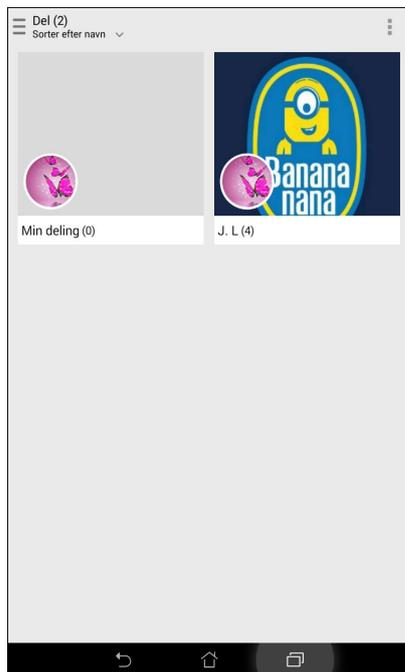 Del (2)
Sorter efter navn
Banana
nana
Min deling (0)
J. L (4)